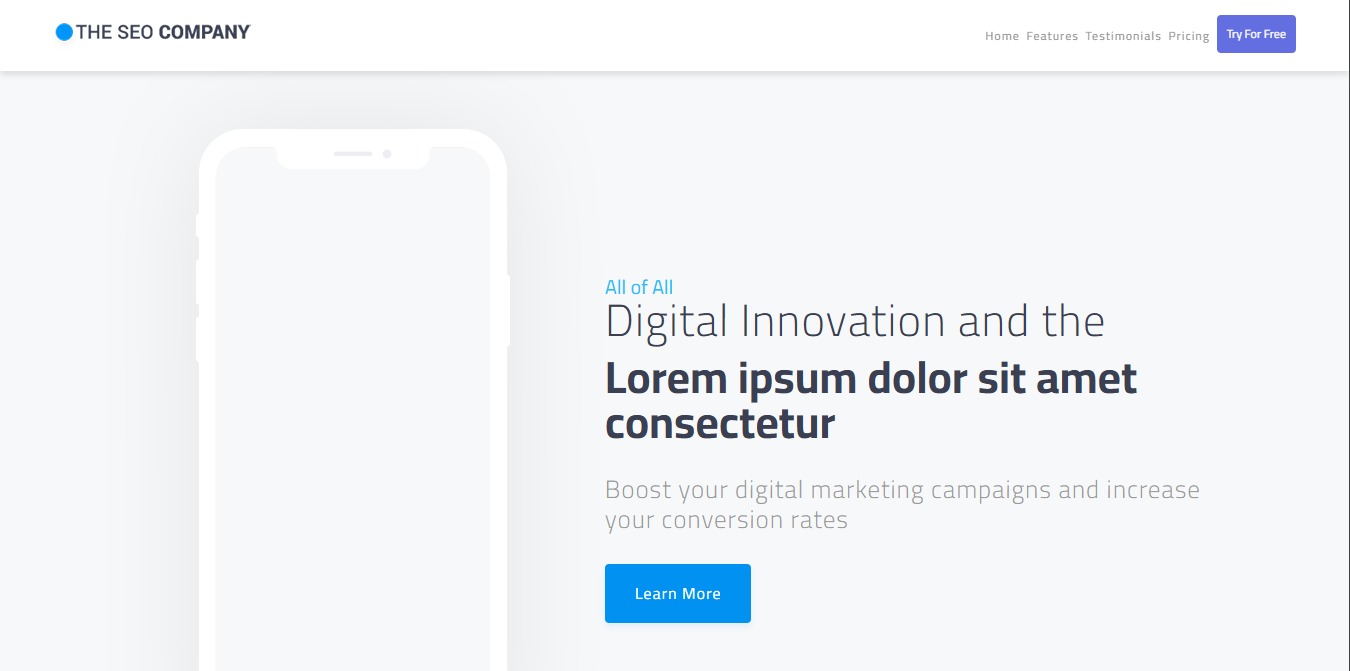 THE SEO COMPANY
Home Features Testimonials Pricing Try For Free
All of All
Digital Innovation and the
Lorem ipsum dolor sit amet
consectetur
Boost your digital marketing campaigns and increase
your conversion rates
Learn More